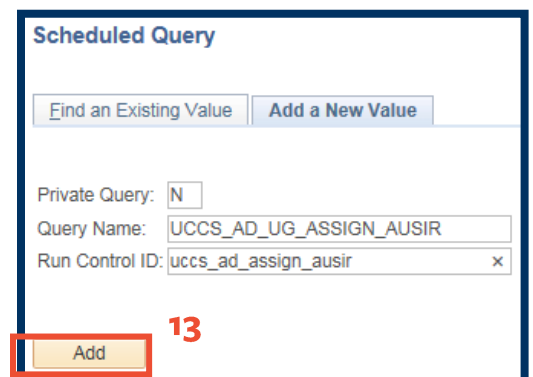 Scheduled Query
Find an Existing Value Add a New Value
Private Query: N
Query Name: UCCS_AD_UG_ASSIGN_AUSIR
Run Control ID: uccs_ad_assign_ausir ×
13
Add